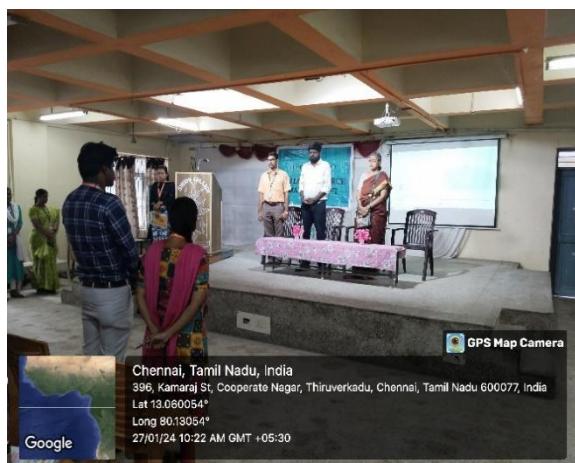 GPS Map Camera
Chennai, Tamil Nadu, India
396, Kamaraj St, Cooperate Nagar, Thiruverkadu, Chennai, Tamil Nadu 600077, India
Lat 13.060054°
Long 80.13054°
27/01/24 10:22 AM GMT +05:30
Google